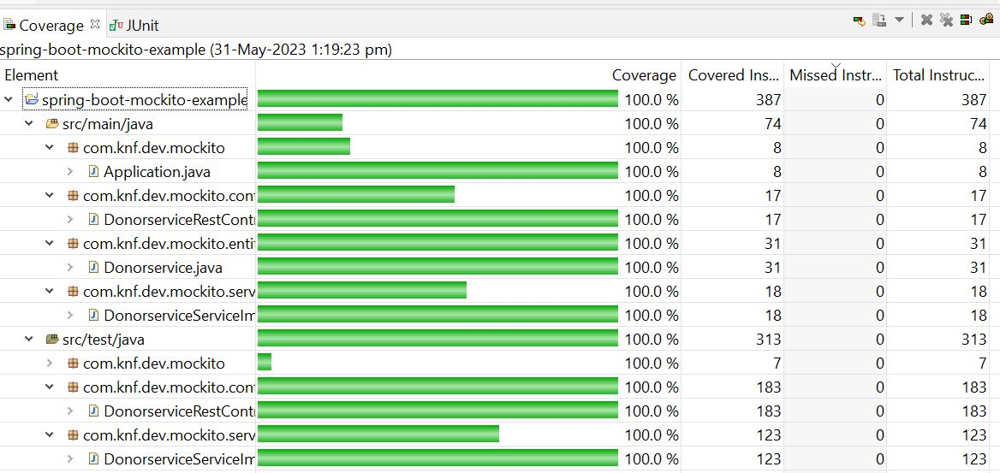 Coverage JUnit
spring-boot-mockito-example (31-May-2023 1:19:23 pm)
Element Coverage Covered Ins... Missed Instr... Total Instruc...
spring-boot-mockito-example 100.0 % 387 0 387
src/main/java 100.0 % 74 0 74
com.knf.dev.mockito 100.0 % 8 0 8
Application.java 100.0 % 8 0 8
com.knf.dev.mockito.con 100.0 % 17 0 17
DonorserviceRestConti 100.0 % 17 0 17
com.knf.dev.mockito.enti 100.0 % 31 0 31
Donorservice.java 100.0 % 31 0 31
com.knf.dev.mockito.serv 100.0 % 18 0 18
DonorserviceServiceIm 100.0 % 18 0 18
src/test/java 100.0 % 313 0 313
com.knf.dev.mockito 100.0 % 7 0 7
com.knf.dev.mockito.con 100.0 % 183 0 183
DonorserviceRestConti 100.0 % 183 0 183
com.knf.dev.mockito.serv 100.0 % 123 0 123
DonorserviceServiceIm 100.0 % 123 0 123